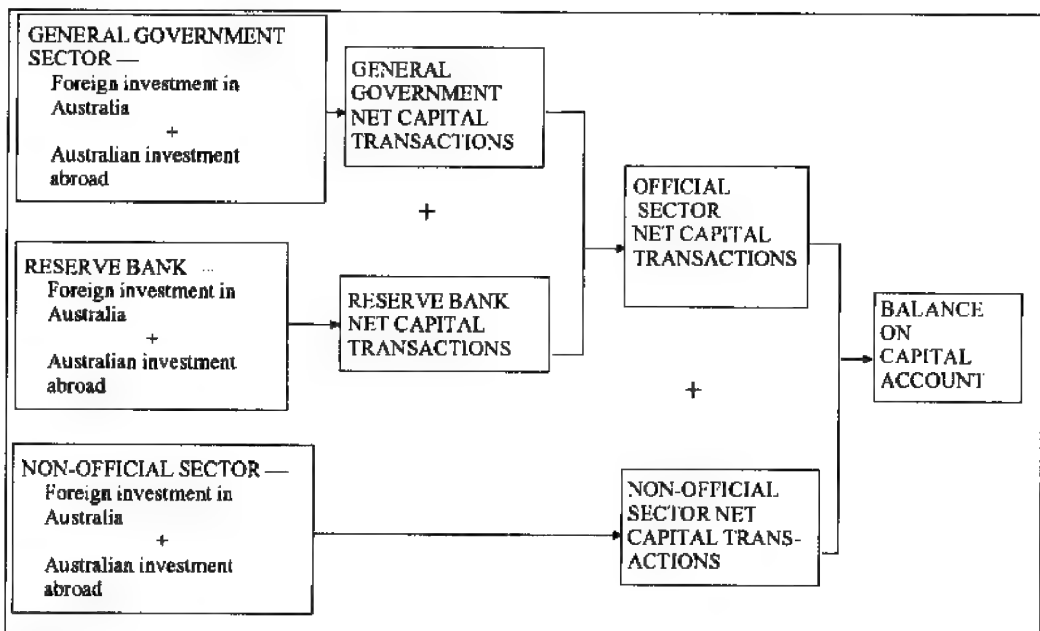 GENERAL GOVERNMENT
SECTOR —
Foreign investment in
Australia
+
Australian investment
abroad
GENERAL
GOVERNMENT
NET CAPITAL
TRANSACTIONS
+
RESERVE BANK —
Foreign investment in
Australia
+
Australian investment
abroad
RESERVE BANK
NET CAPITAL
TRANSACTIONS
OFFICIAL
SECTOR
NET CAPITAL
TRANSACTIONS
+
NON-OFFICIAL SECTOR —
Foreign investment in
Australia
+
Australian investment
abroad
NON-OFFICIAL
SECTOR NET
CAPITAL TRANS-
ACTIONS
BALANCE
ON
CAPITAL
ACCOUNT